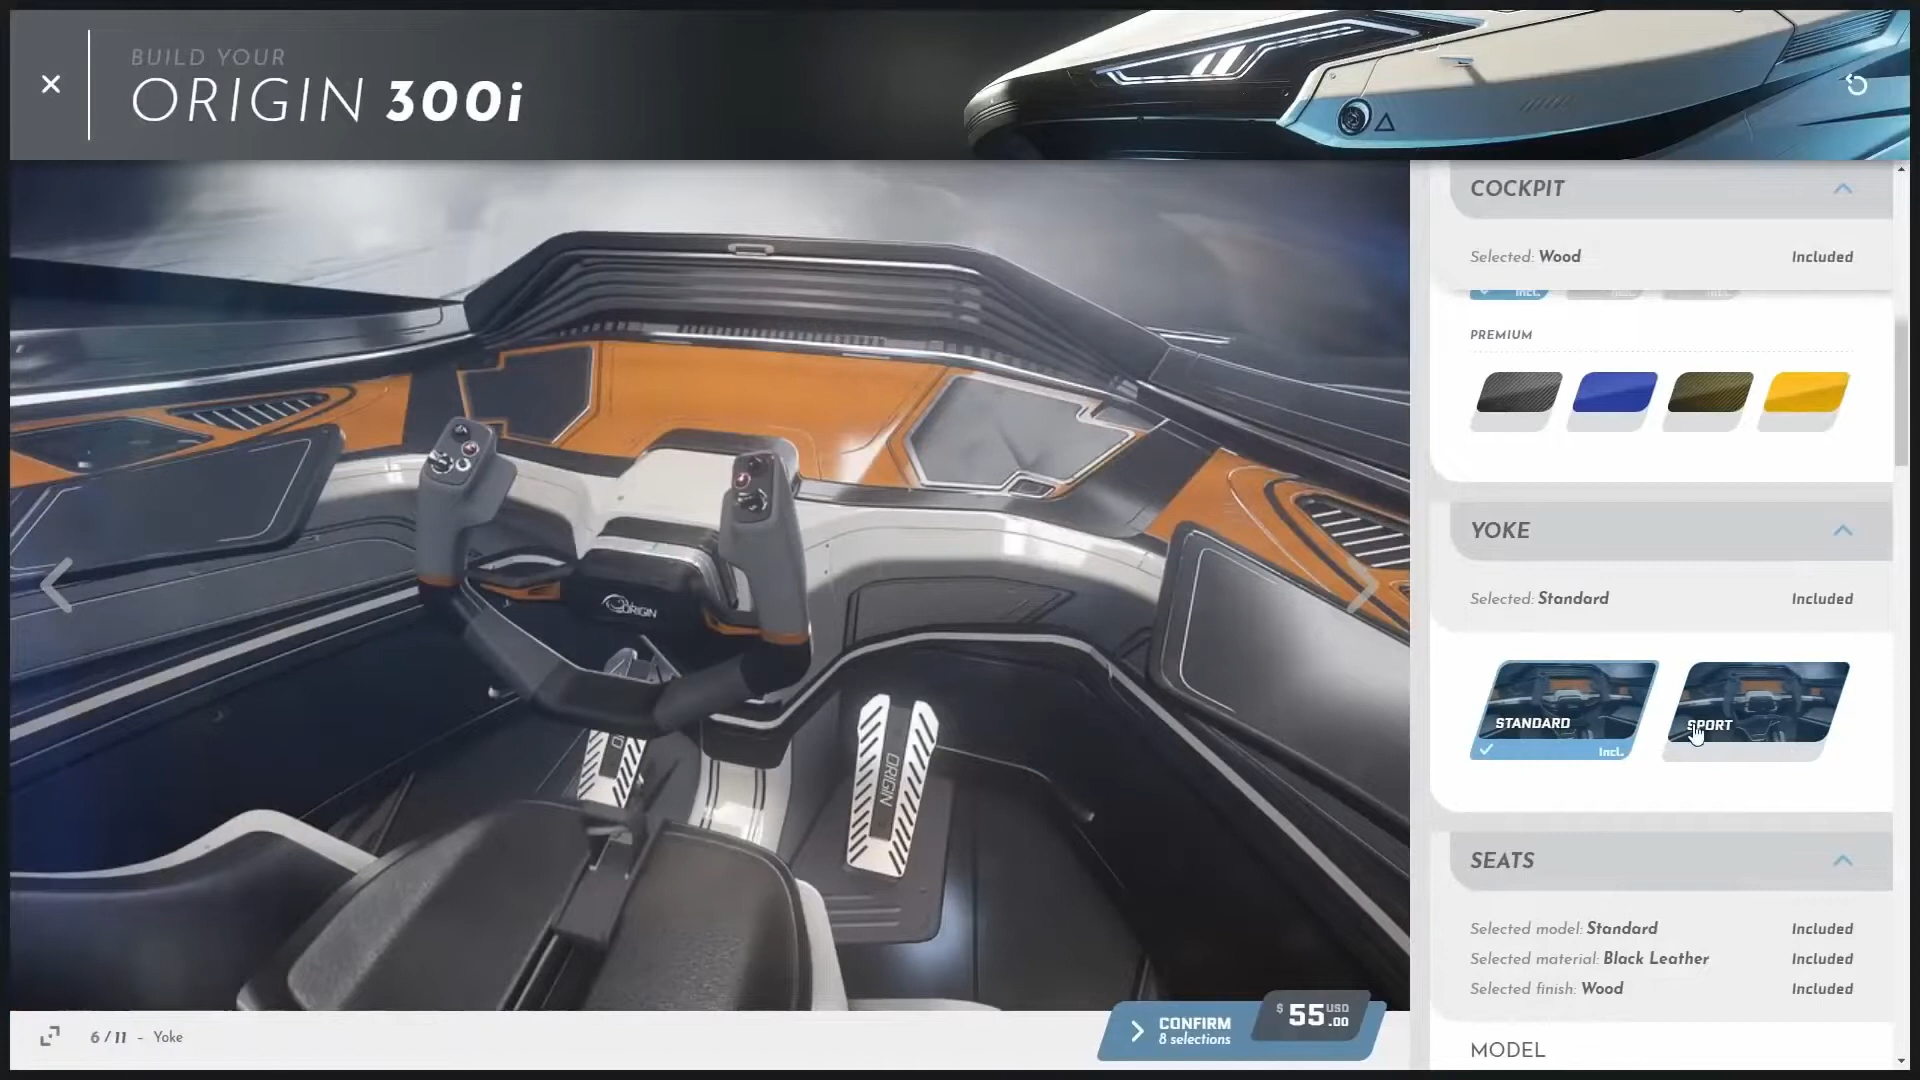 BUILD YOUR
ORIGIN 300i
COCKPIT
Selected: Wood Included
Incl.
PREMIUM
YOKE
Selected: Standard Included
STANDARD
Incl.
SPORT
SEATS
Selected model: Standard Included
Selected material: Black Leather Included
Selected finish: Wood Included
MODEL
ORIGIN
ORIGIN
6 / 11 - Yoke
CONFIRM
8 selections
$ 55 USD .00